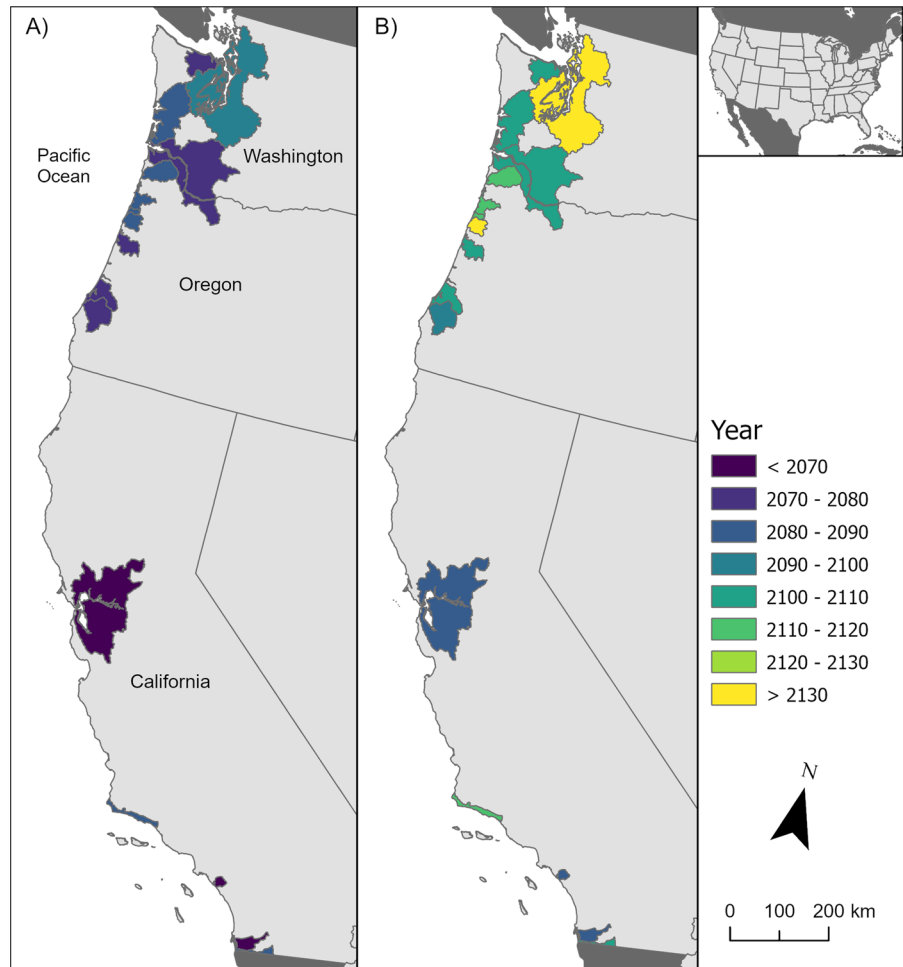 A)
B)
Pacific
Ocean
Washington
Oregon
California
Year
< 2070
2070 - 2080
2080 - 2090
2090 - 2100
2100 - 2110
2110 - 2120
2120 - 2130
> 2130
N
0 100 200 km